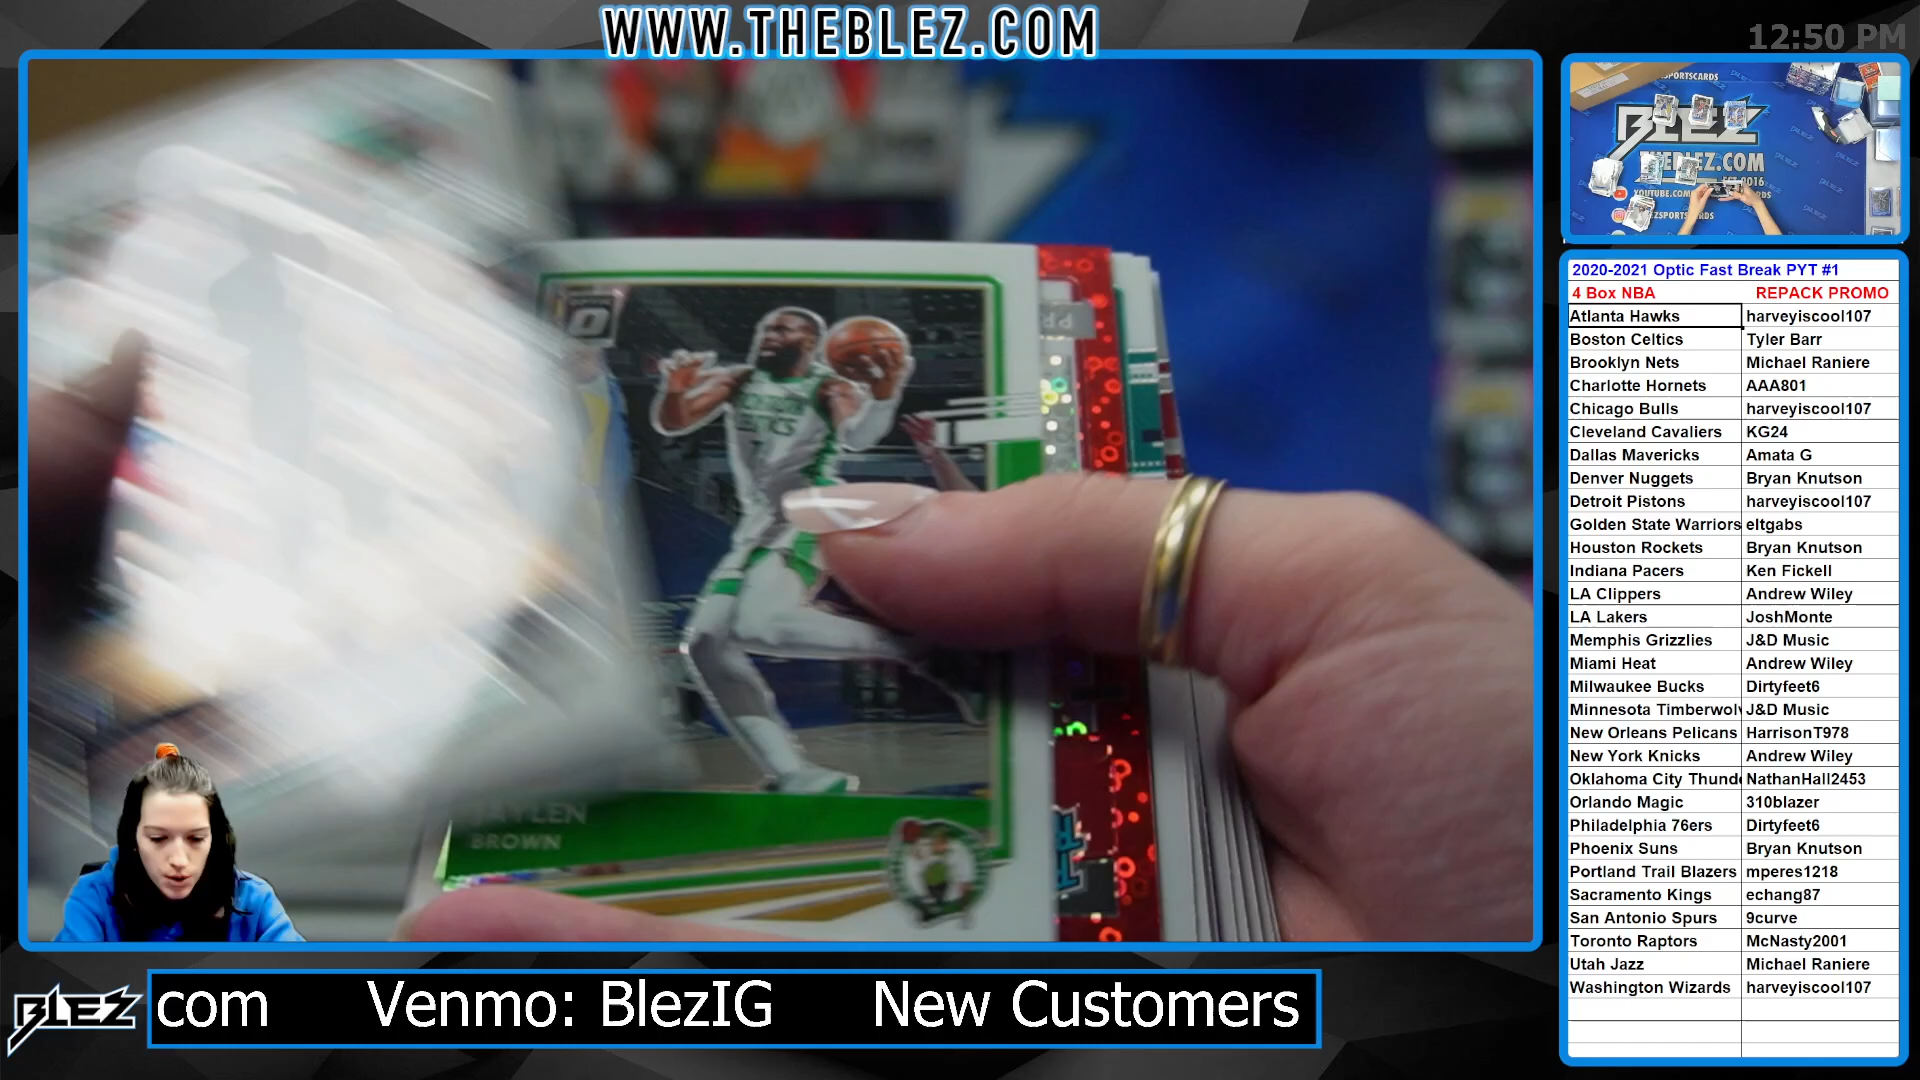 WWW.THEBLEZ.COM
12:50 PM
BLEZ
THEBLEZ.COM
2020-2021 Optic Fast Break PYT #1
4 Box NBA REPACK PROMO
Atlanta Hawks harveyiscool107
Boston Celtics Tyler Barr
Brooklyn Nets Michael Raniere
Charlotte Hornets AAA801
Chicago Bulls harveyiscool107
Cleveland Cavaliers KG24
Dallas Mavericks Amata G
Denver Nuggets Bryan Knutson
Detroit Pistons harveyiscool107
Golden State Warriors eltgabs
Houston Rockets Bryan Knutson
Indiana Pacers Ken Fickell
LA Clippers Andrew Wiley
LA Lakers JoshMonte
Memphis Grizzlies J&D Music
Miami Heat Andrew Wiley
Milwaukee Bucks Dirtyfeet6
Minnesota Timberwolv J&D Music
New Orleans Pelicans HarrisonT978
New York Knicks Andrew Wiley
Oklahoma City Thunde NathanHall2453
Orlando Magic 310blazer
Philadelphia 76ers Dirtyfeet6
Phoenix Suns Bryan Knutson
Portland Trail Blazers mperes1218
Sacramento Kings echang87
San Antonio Spurs 9curve
Toronto Raptors McNasty2001
Utah Jazz Michael Raniere
Washington Wizards harveyiscool107
JAYLEN
BROWN
BLEZ
com Venmo: BlezIG New Customers